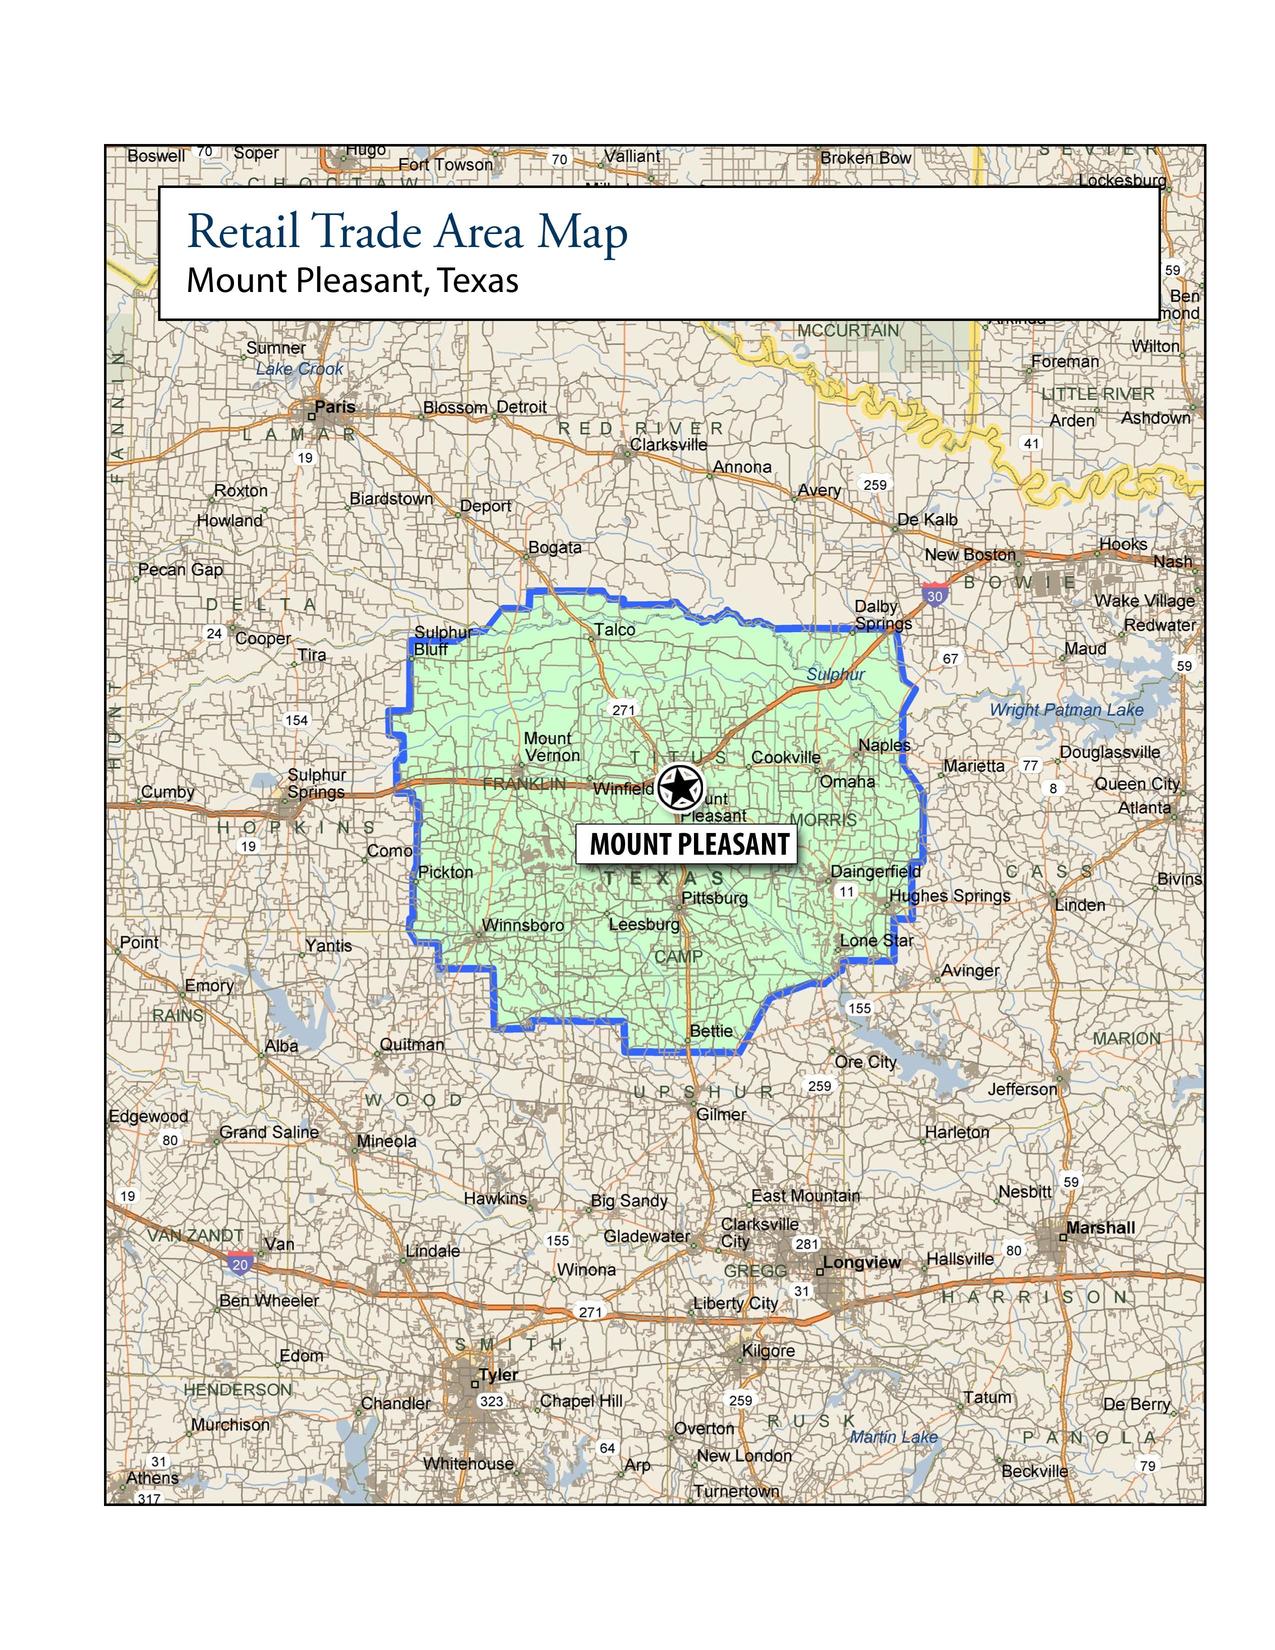 Boswell 70 Soper Hugo Fort Towson 70 Valliant Broken Bow SEVIER
CHOCTAW Lockesburg
Retail Trade Area Map
Mount Pleasant, Texas
59
Ben
mond
MCCURTAIN
Sumner Wilton
Lake Crook Foreman
FANNIN LITTLE RIVER
Paris Blossom Detroit Arden Ashdown
LAMAR RED RIVER
Clarksville 41
19 Annona
Roxton Biardstown Avery 259
Howland Deport De Kalb
Bogata New Boston Hooks
Pecan Gap Nash
BOWIE
30
DELTA Dalby Wake Village
Springs
24 Cooper Sulphur Talco Redwater
Bluff
Tira 67 Maud 59
Sulphur
HUNT 154 271 Wright Patman Lake
Mount Naples
Vernon TITUS Cookville Douglassville
Marietta 77
Sulphur FRANKLIN Omaha Queen City
Springs
Cumby Winfield 8
unt Atlanta
Pleasant MORRIS
HOPKINS
19 MOUNT PLEASANT
Como
Pickton TEXAS Daingerfield CASS Bivins
11
Pittsburg Hughes Springs Linden
Winnsboro Leesburg
Point Yantis Lone Star
CAMP Avinger
Emory
RAINS 155
Bettie
Alba Quitman MARION
Ore City
WOOD UPSHUR 259 Jefferson
Edgewood Gilmer
80 Grand Saline Mineola Harleton
19 Hawkins Big Sandy East Mountain Nesbitt 59
Clarksville
City
VAN ZANDT Van 155 Gladewater 281 80 Marshall
20 Lindale Winona GREGG Longview Hallsville
31
Ben Wheeler 271 Liberty City HARRISON
SMITH
Edom Kilgore
Tyler
HENDERSON 323 Chapel Hill 259 Tatum De Berry
Chandler
Murchison Overton RUSK
64 Martin Lake PANOLA
31 Whitehouse Arp New London 79
Athens Beckville
317 Turnertown